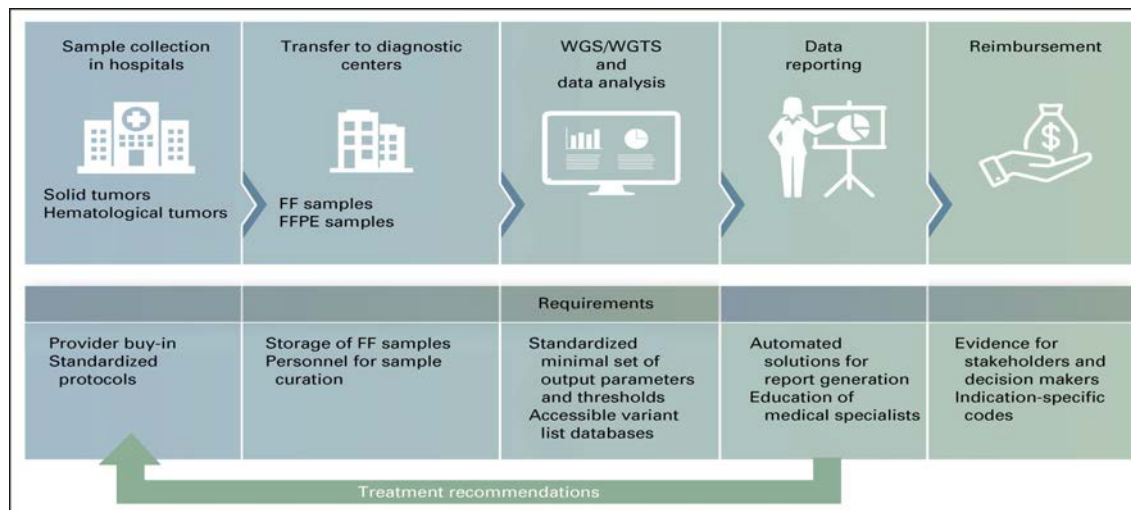 Sample collection
in hospitals
Solid tumors
Hematological tumors
Transfer to diagnostic
centers
FF samples
FFPE samples
WGS/WGTS
and
data analysis
Data
reporting
Reimbursement
$
Requirements
Provider buy-in
Standardized
protocols
Storage of FF samples
Personnel for sample
curation
Standardized
minimal set of
output parameters
and thresholds
Accessible variant
list databases
Automated
solutions for
report generation
Education of
medical specialists
Evidence for
stakeholders and
decision makers
Indication-specific
codes
Treatment recommendations